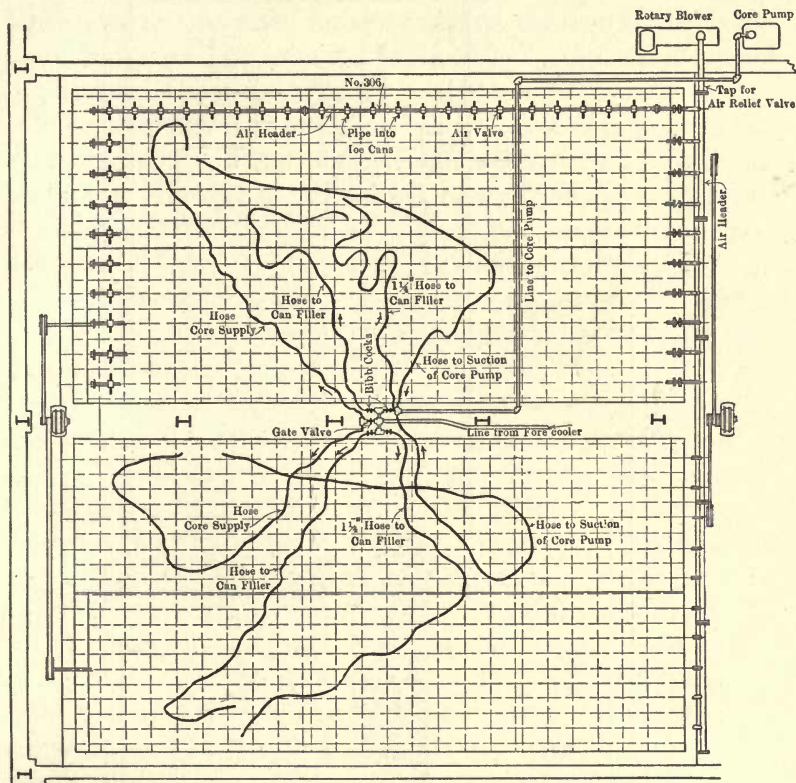 Rotary Blower
Core Pump
No.306
Tap for
Air Relief Valve
Air Header
Pipe into
Ice Cans
Air Valve
Air Header
Line to Core Pump
1½" Hose to
Can Filler
Hose to
Can Filler
Hose
Core Supply
Bibb Cocks
Hose to Suction
of Core Pump
Gate Valve
Line from Fore cooler
Hose
Core Supply
1½" Hose to
Can Filler
Hose to Suction
of Core Pump
Hose to
Can Filler